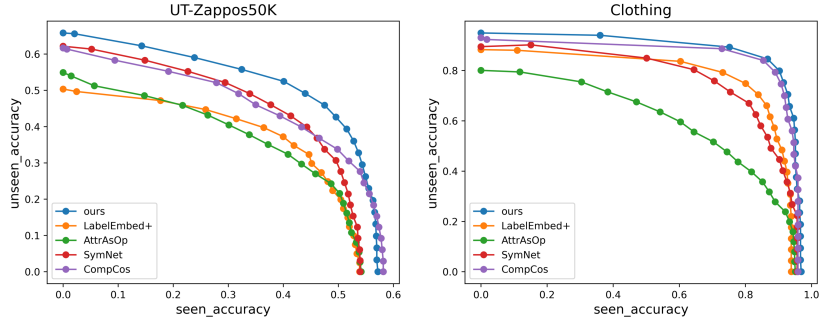 UT-Zappos50K
unseen_accuracy
0.6
0.5
0.4
0.3
0.2
0.1
0.0
ours
LabelEmbed+
AttrAsOp
SymNet
CompCos
0.0 0.1 0.2 0.3 0.4 0.5 0.6
seen_accuracy
Clothing
unseen_accuracy
0.8
0.6
0.4
0.2
0.0
ours
LabelEmbed+
AttrAsOp
SymNet
CompCos
0.0 0.2 0.4 0.6 0.8 1.0
seen_accuracy